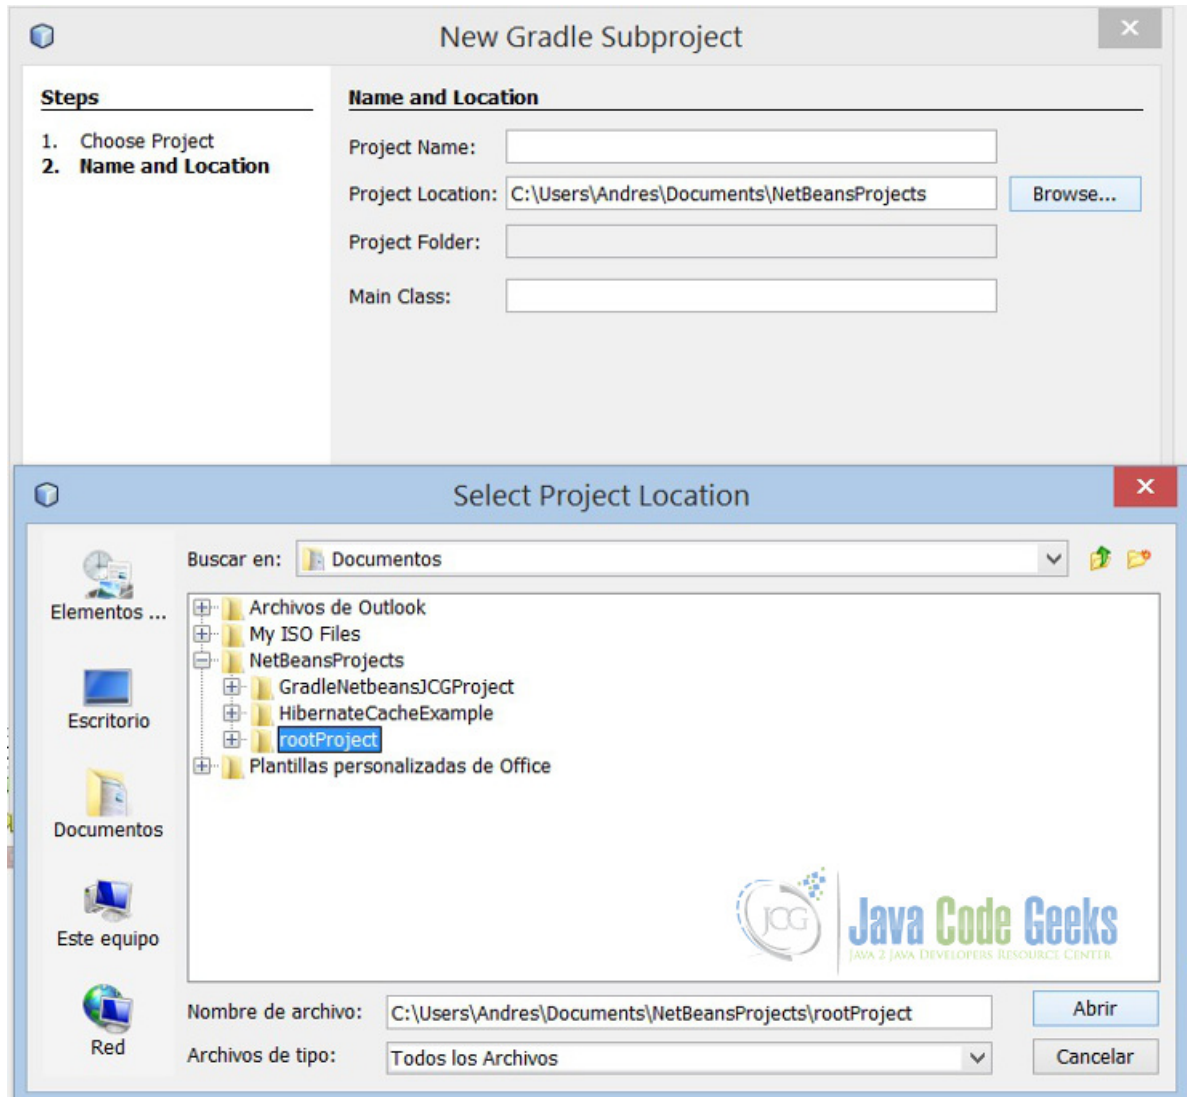 New Gradle Subproject
Steps
1. Choose Project
2. Name and Location
Name and Location
Project Name:
Project Location: C:\Users\Andres\Documents\NetBeansProjects Browse...
Project Folder:
Main Class:
Select Project Location
Buscar en: Documentos
Elementos ...
Escritorio
Documentos
Este equipo
Red
Archivos de Outlook
My ISO Files
NetBeansProjects
GradleNetbeansJCGProject
HibernateCacheExample
rootProject
Plantillas personalizadas de Office
JCG
Java Code Geeks
JAVA 2 JAVA DEVELOPERS RESOURCE CENTER
Nombre de archivo: C:\Users\Andres\Documents\NetBeansProjects\rootProject Abrir
Archivos de tipo: Todos los Archivos Cancelar